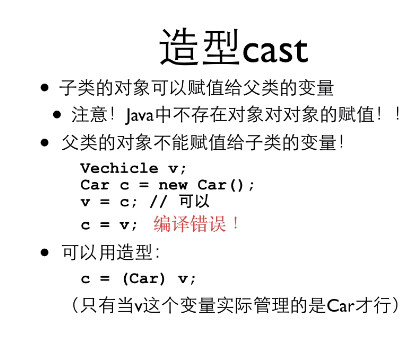 造型cast
• 子类的对象可以赋值给父类的变量
• 注意！Java中不存在对象对对象的赋值！！
• 父类的对象不能赋值给子类的变量！
Vechicle v;
Car c = new Car();
v = c; // 可以
c = v; 编译错误！
• 可以用造型：
c = (Car) v;
（只有当v这个变量实际管理的是Car才行）